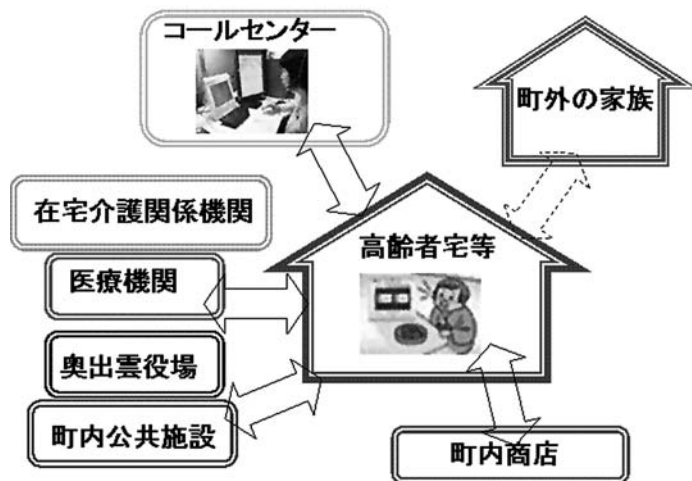 コールセンター
町外の家族
在宅介護関係機関
高齢者宅等
医療機関
奥出雲役場
町内公共施設
町内商店